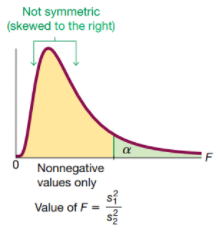 Not symmetric
(skewed to the right)
α
0
F
Nonnegative
values only
Value of F = s₁²
s₂²